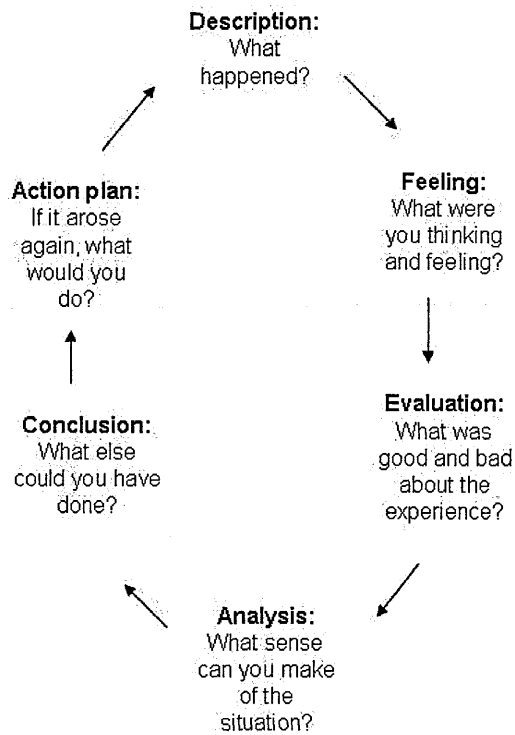 Description:
What
happened?
Feeling:
What were
you thinking
and feeling?
Evaluation:
What was
good and bad
about the
experience?
Analysis:
What sense
can you make
of the
situation?
Conclusion:
What else
could you have
done?
Action plan:
If it arose
again, what
would you
do?